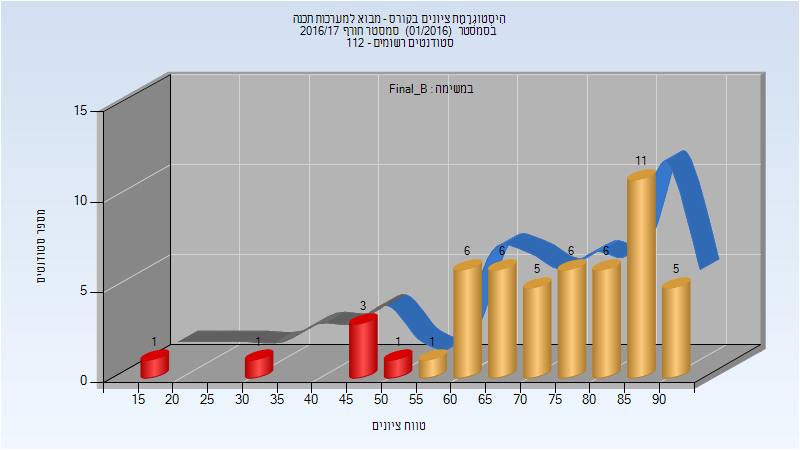 היסטוגרמת ציונים בקורס - מבוא למערכות תכנה
בסמסטר (01/2016) סמסטר חורף 2016/17
סטודנטים רשומים - 112
במשימה : Final_B
מספר סטודנטים
15
10
5
0
1 1 3 1 1 6 6 5 6 6 11 5
15 20 25 30 35 40 45 50 55 60 65 70 75 80 85 90
טווח ציונים